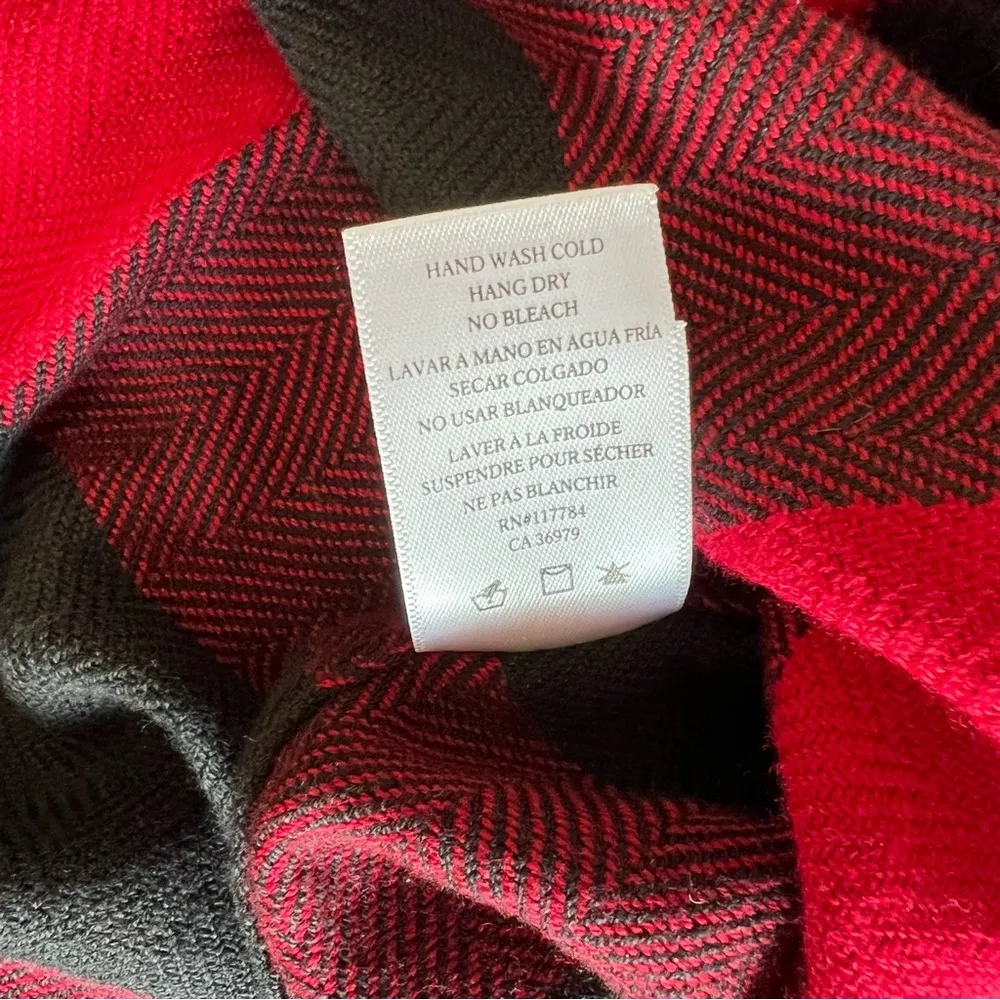 HAND WASH COLD
HANG DRY
NO BLEACH
LAVAR A MANO EN AGUA FRÍA
SECAR COLGADO
NO USAR BLANQUEADOR
LAVER À LA FROIDE
SUSPENDRE POUR SÉCHER
NE PAS BLANCHIR
RN#117784
CA 36979